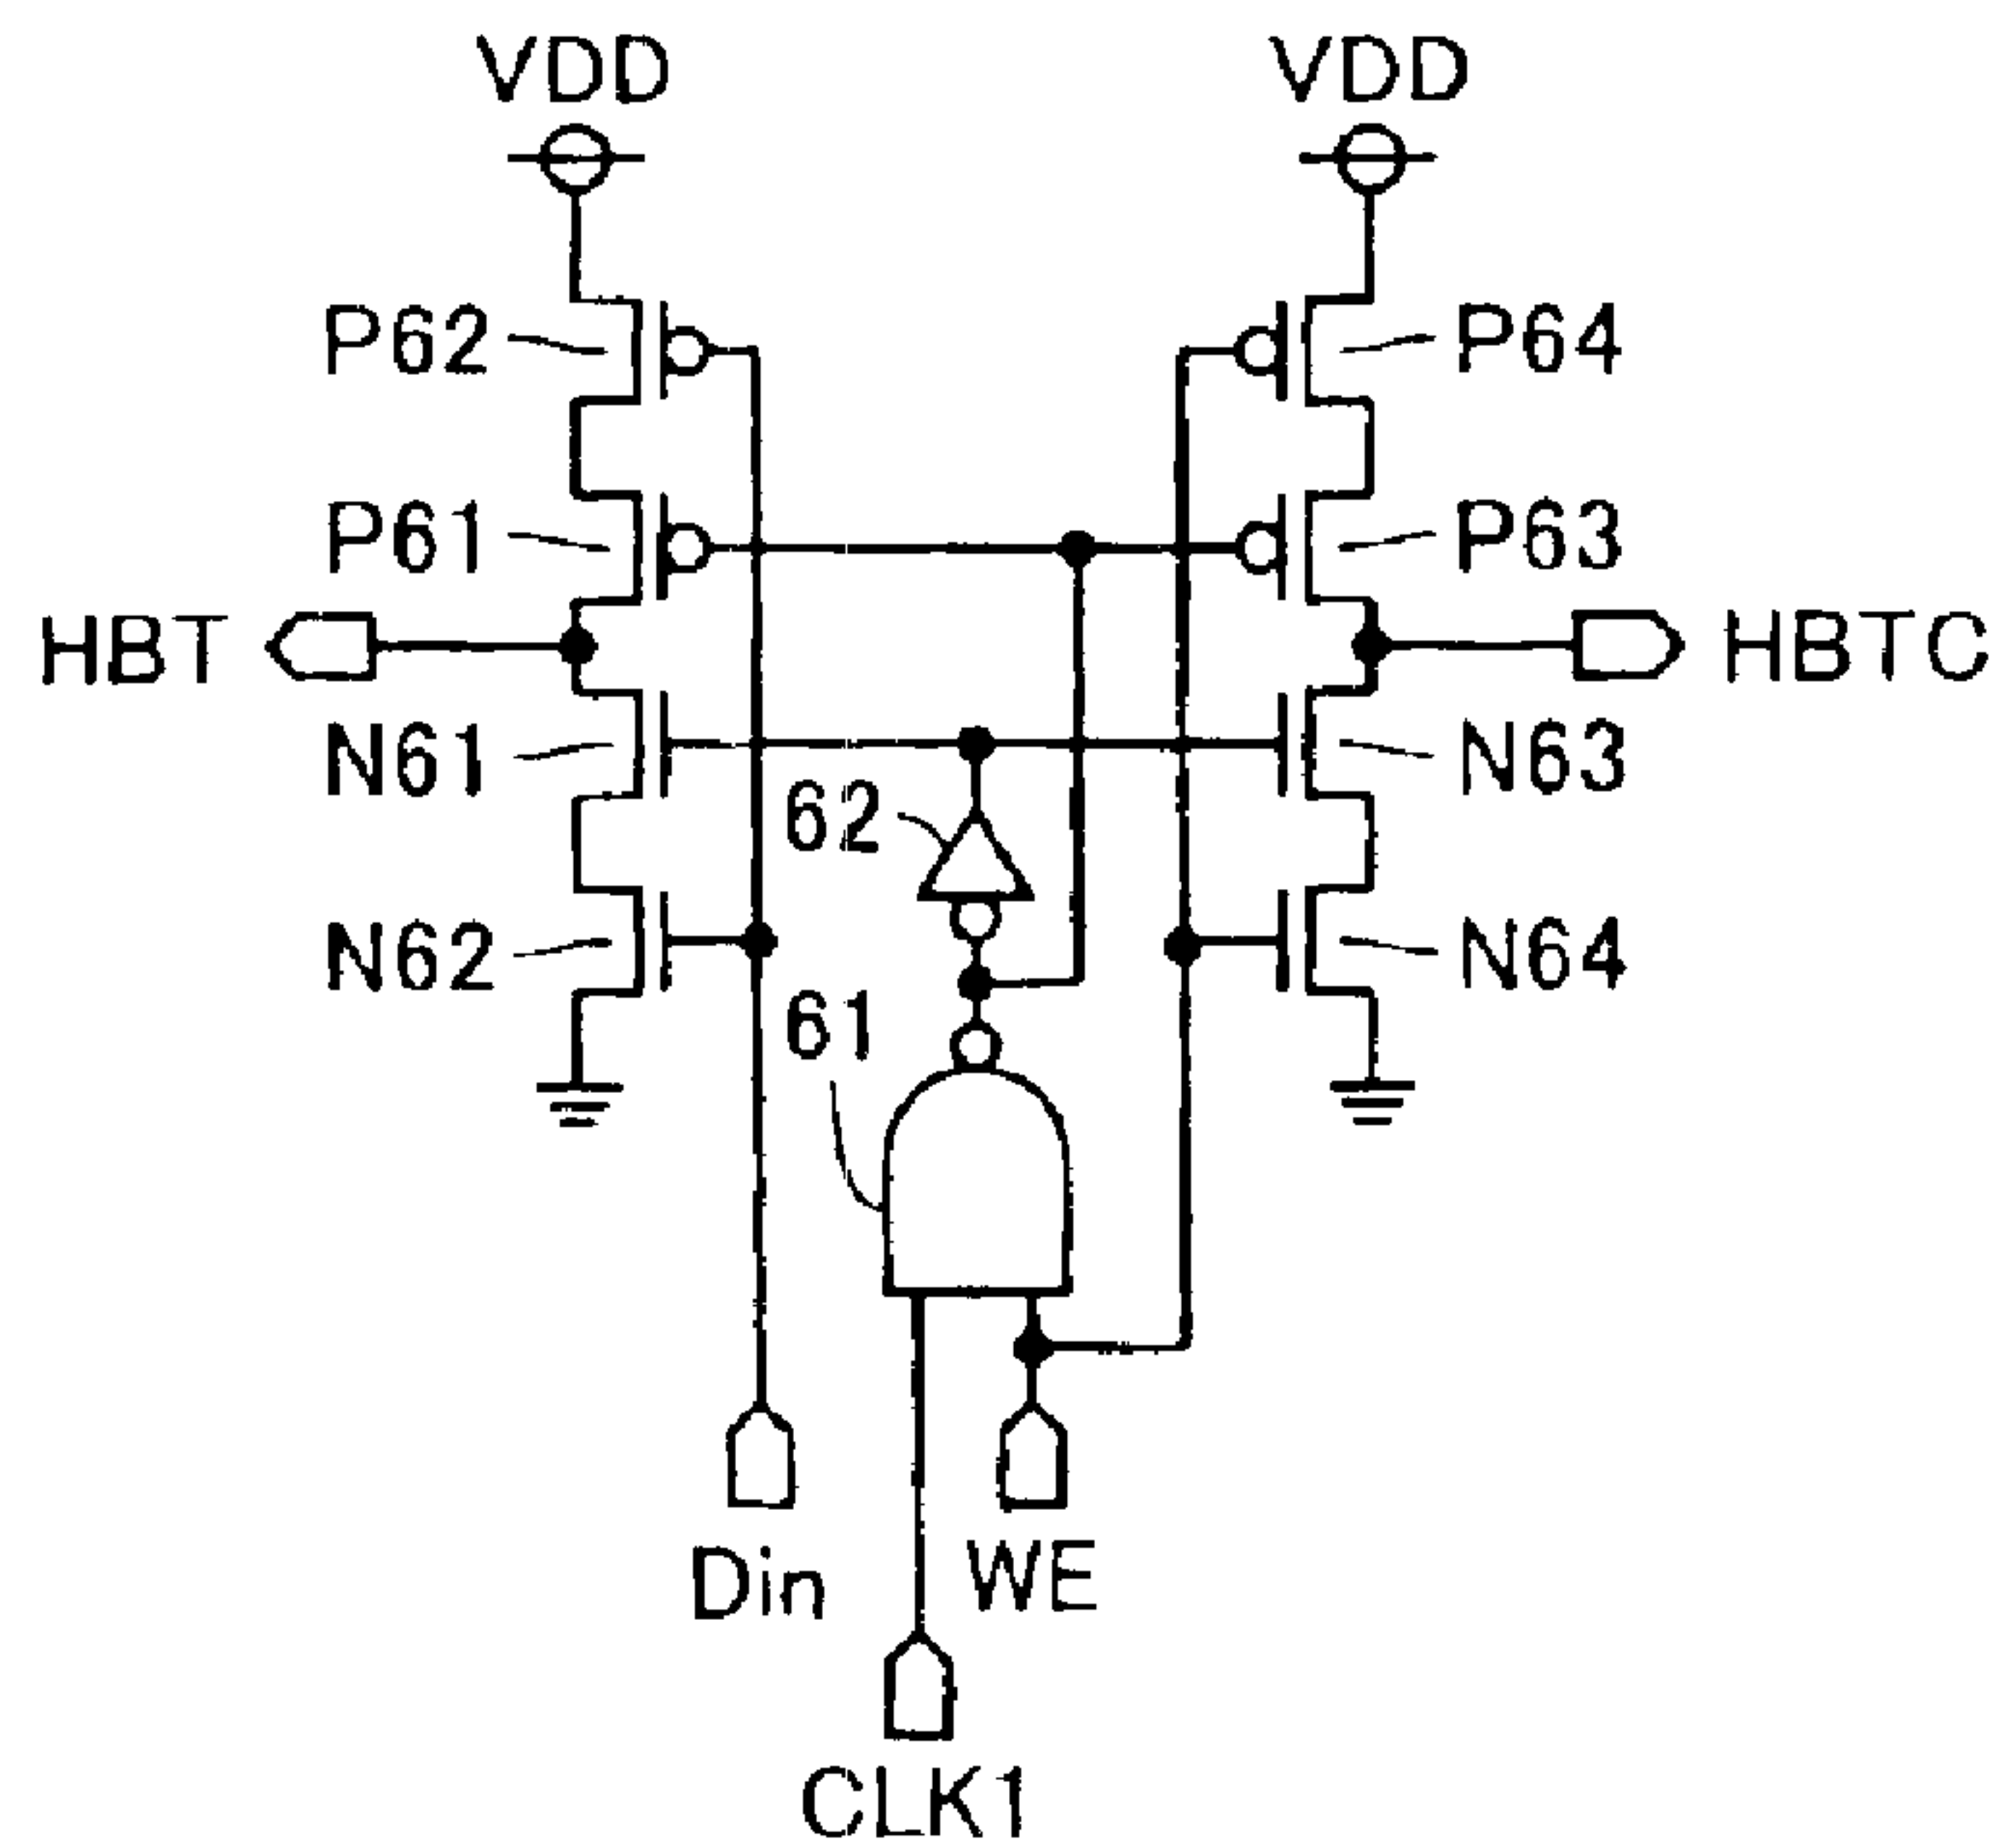 VDD VDD
P62 P64
P61 P63
HBT HBTC
N61 N63
62
N62 N64
61
Din WE
CLK1